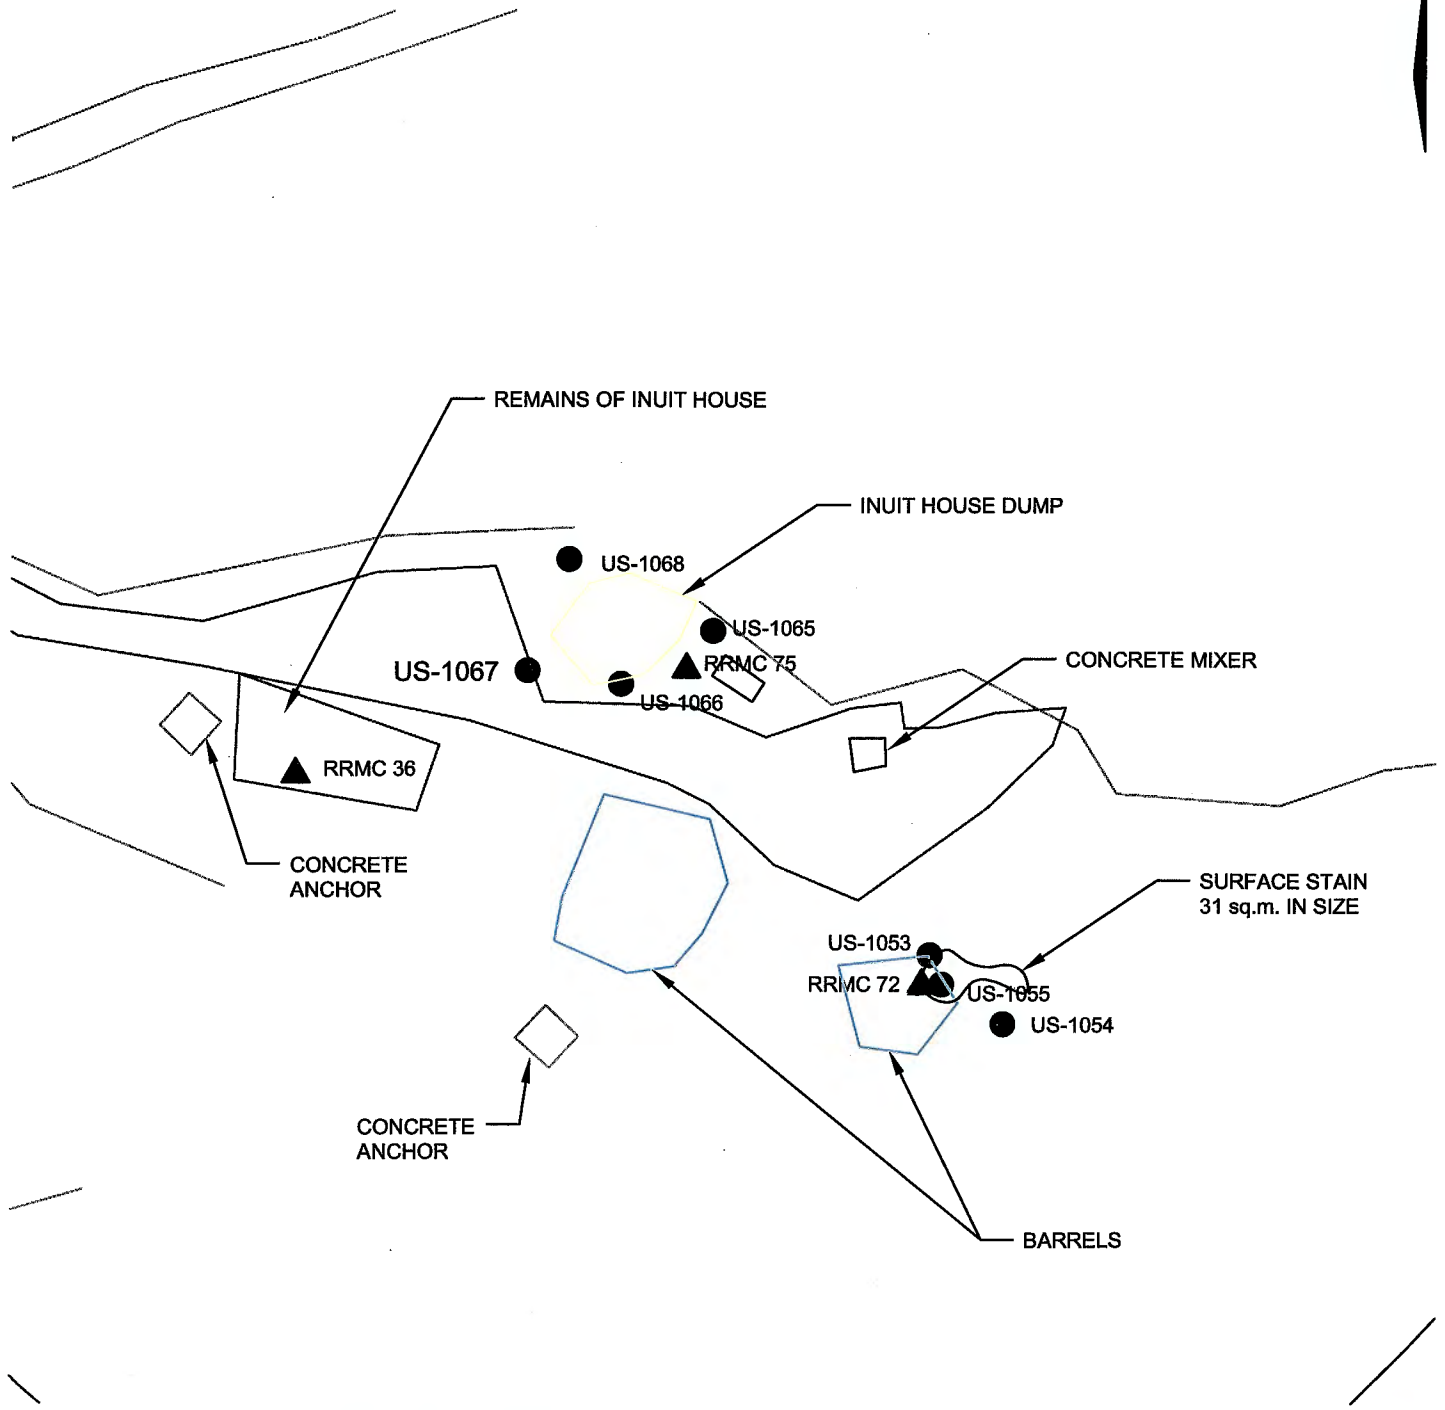 REMAINS OF INUIT HOUSE
INUIT HOUSE DUMP
US-1068
US-1065
RRMC 75
CONCRETE MIXER
US-1067
US-1066
RRMC 36
CONCRETE
ANCHOR
SURFACE STAIN
31 sq.m. IN SIZE
US-1053
RRMC 72
US-1055
US-1054
CONCRETE
ANCHOR
BARRELS